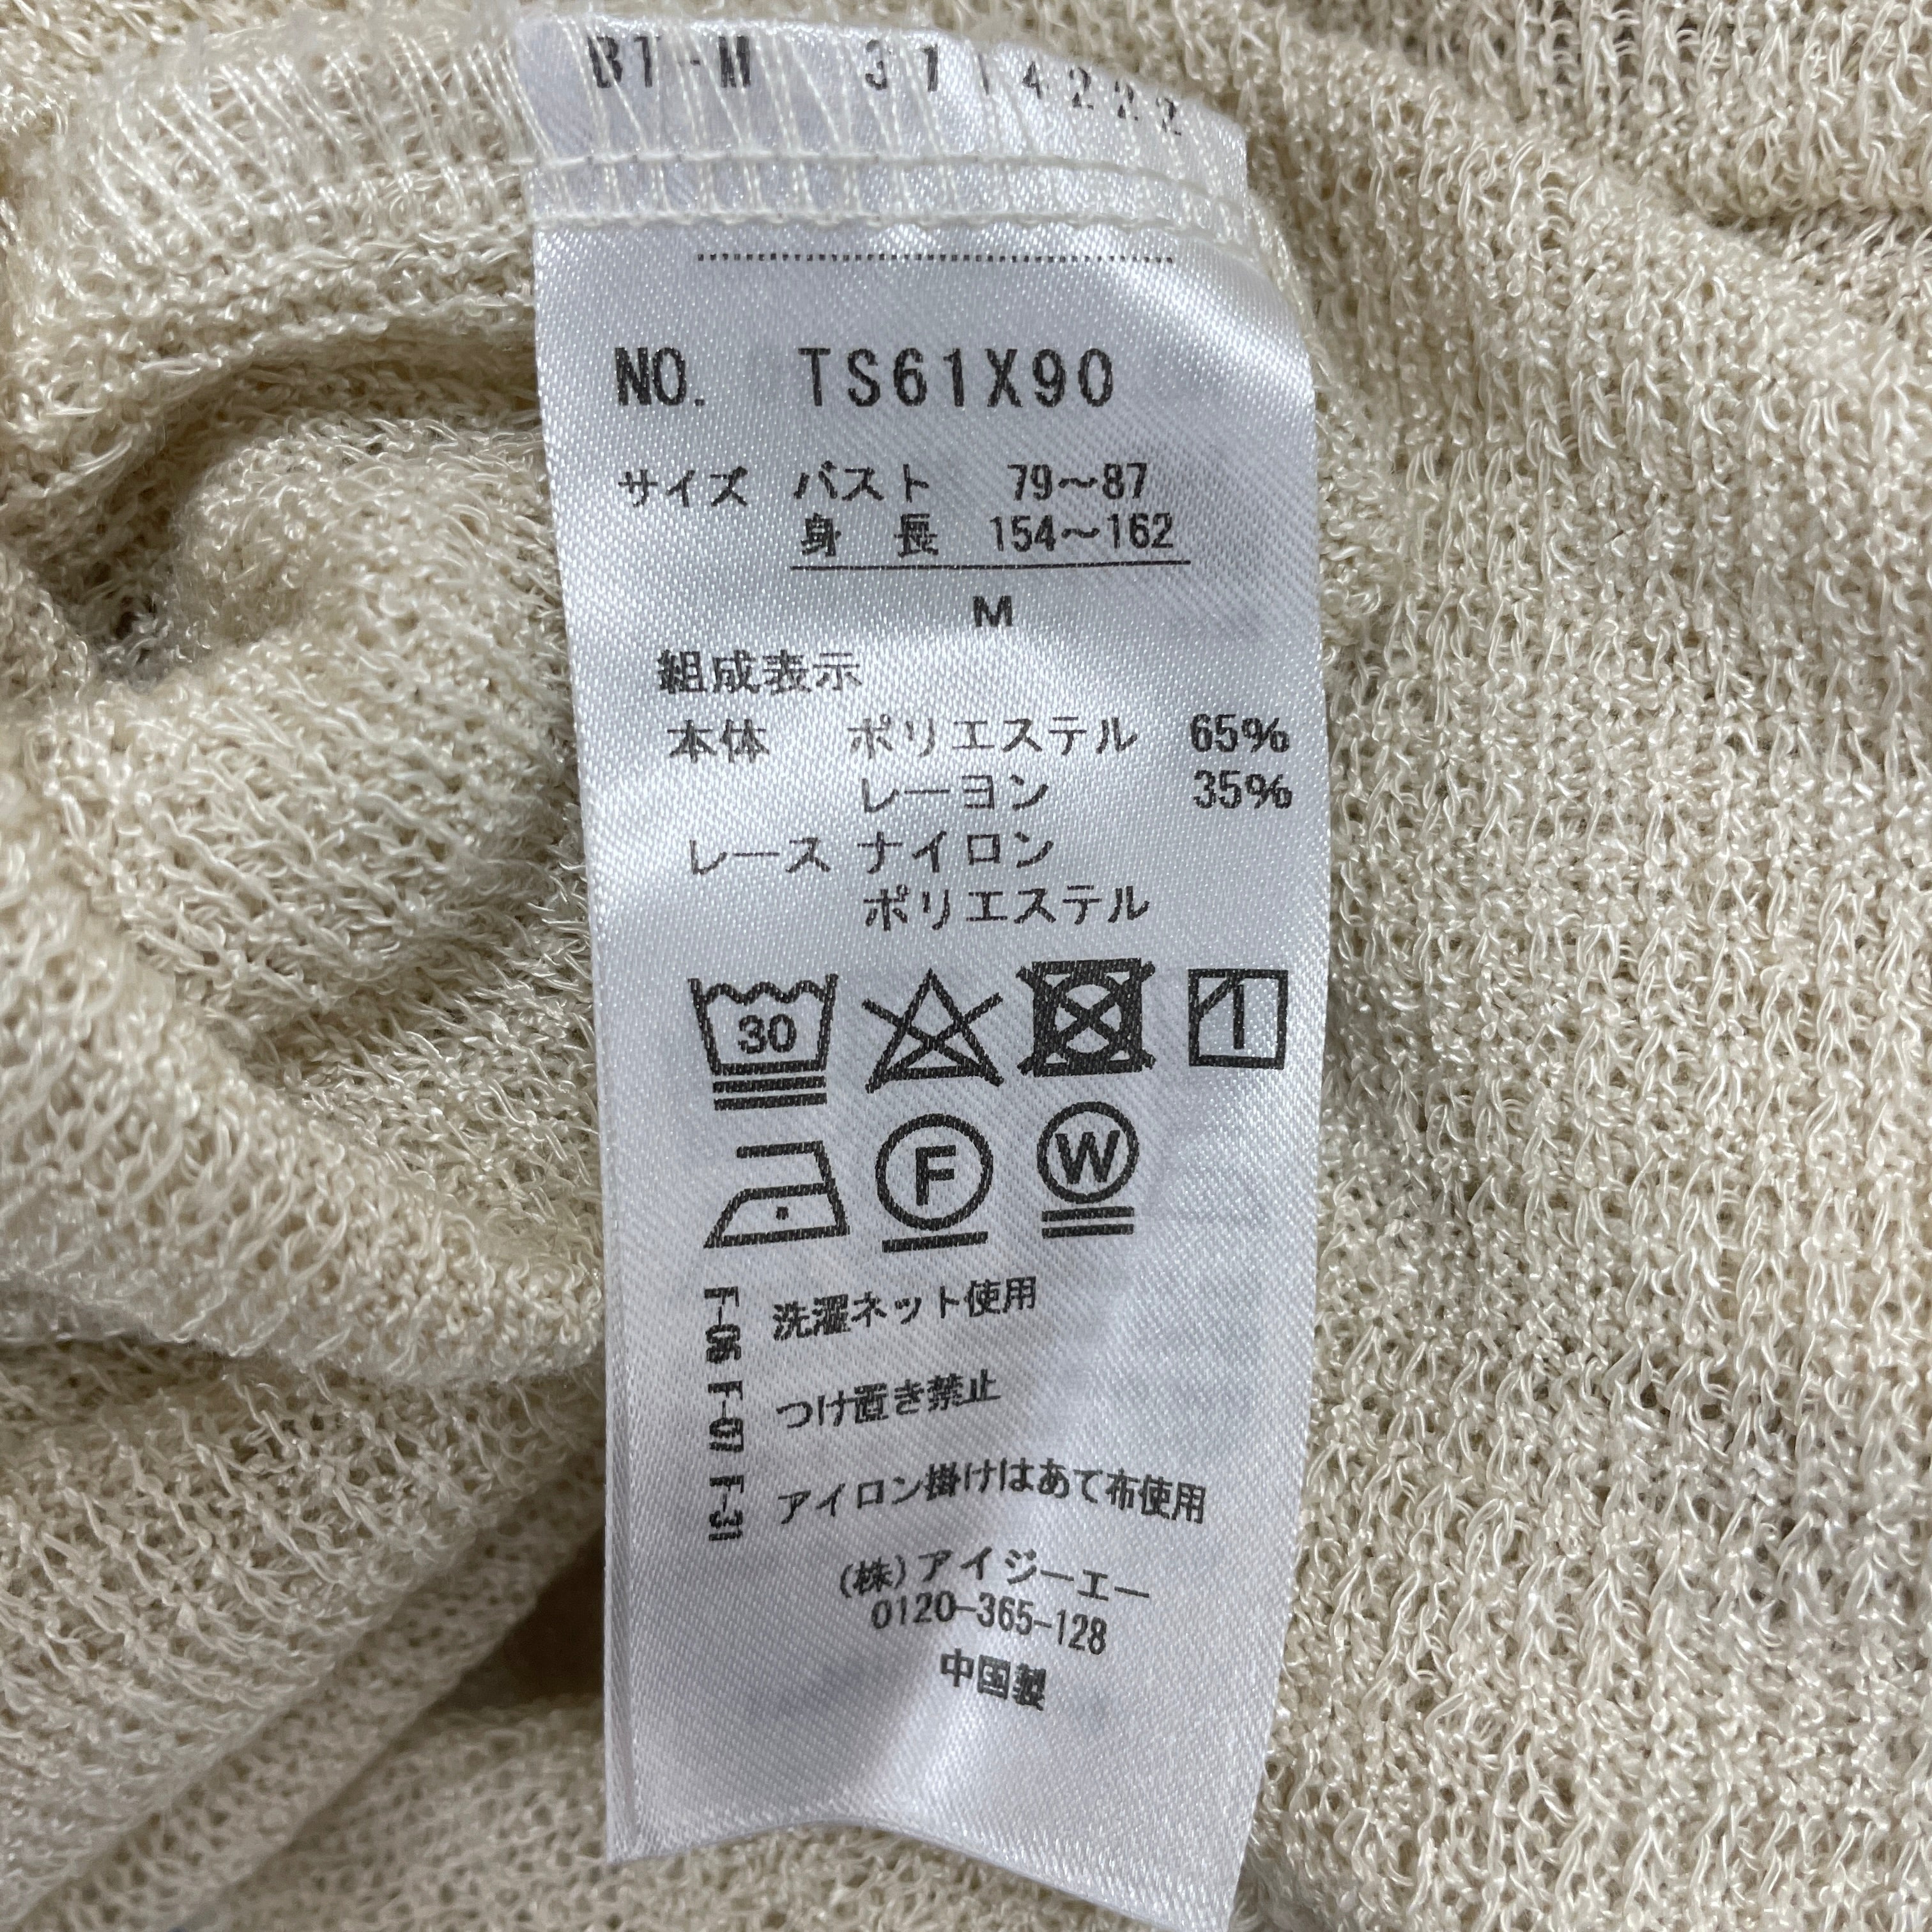 BT-M 3114222
NO. TS61X90
サイズ バスト 79～87
身 長 154～162
M
組成表示
本体 ポリエステル 65%
レーヨン 35%
レース ナイロン
ポリエステル
30
F W
F-06 洗濯ネット使用
F-07 つけ置き禁止
F-31 アイロン掛けはあて布使用
(株)アイジーエー
0120-365-128
中国製